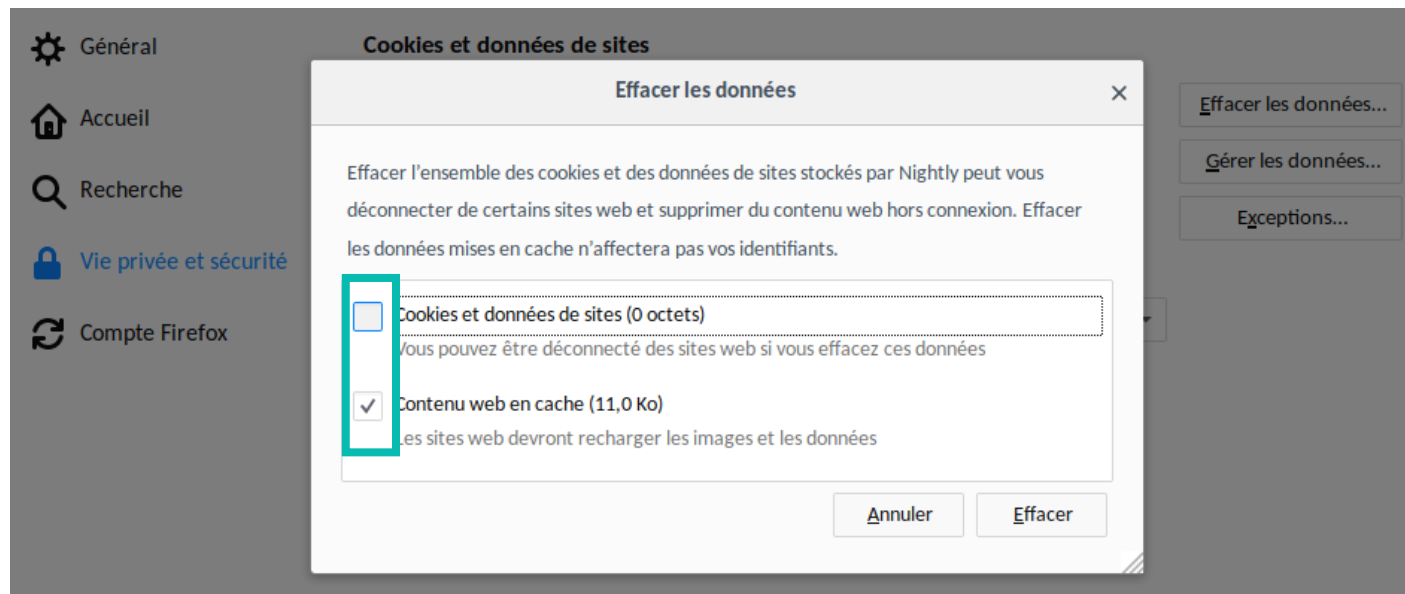 Général
Accueil
Recherche
Vie privée et sécurité
Compte Firefox
Cookies et données de sites
Effacer les données...
Gérer les données...
Exceptions...
Effacer les données
×
Effacer l’ensemble des cookies et des données de sites stockés par Nightly peut vous
déconnecter de certains sites web et supprimer du contenu web hors connexion. Effacer
les données mises en cache n’affectera pas vos identifiants.
Cookies et données de sites (0 octets)
Vous pouvez être déconnecté des sites web si vous effacez ces données
Contenu web en cache (11,0 Ko)
Les sites web devront recharger les images et les données
Annuler
Effacer